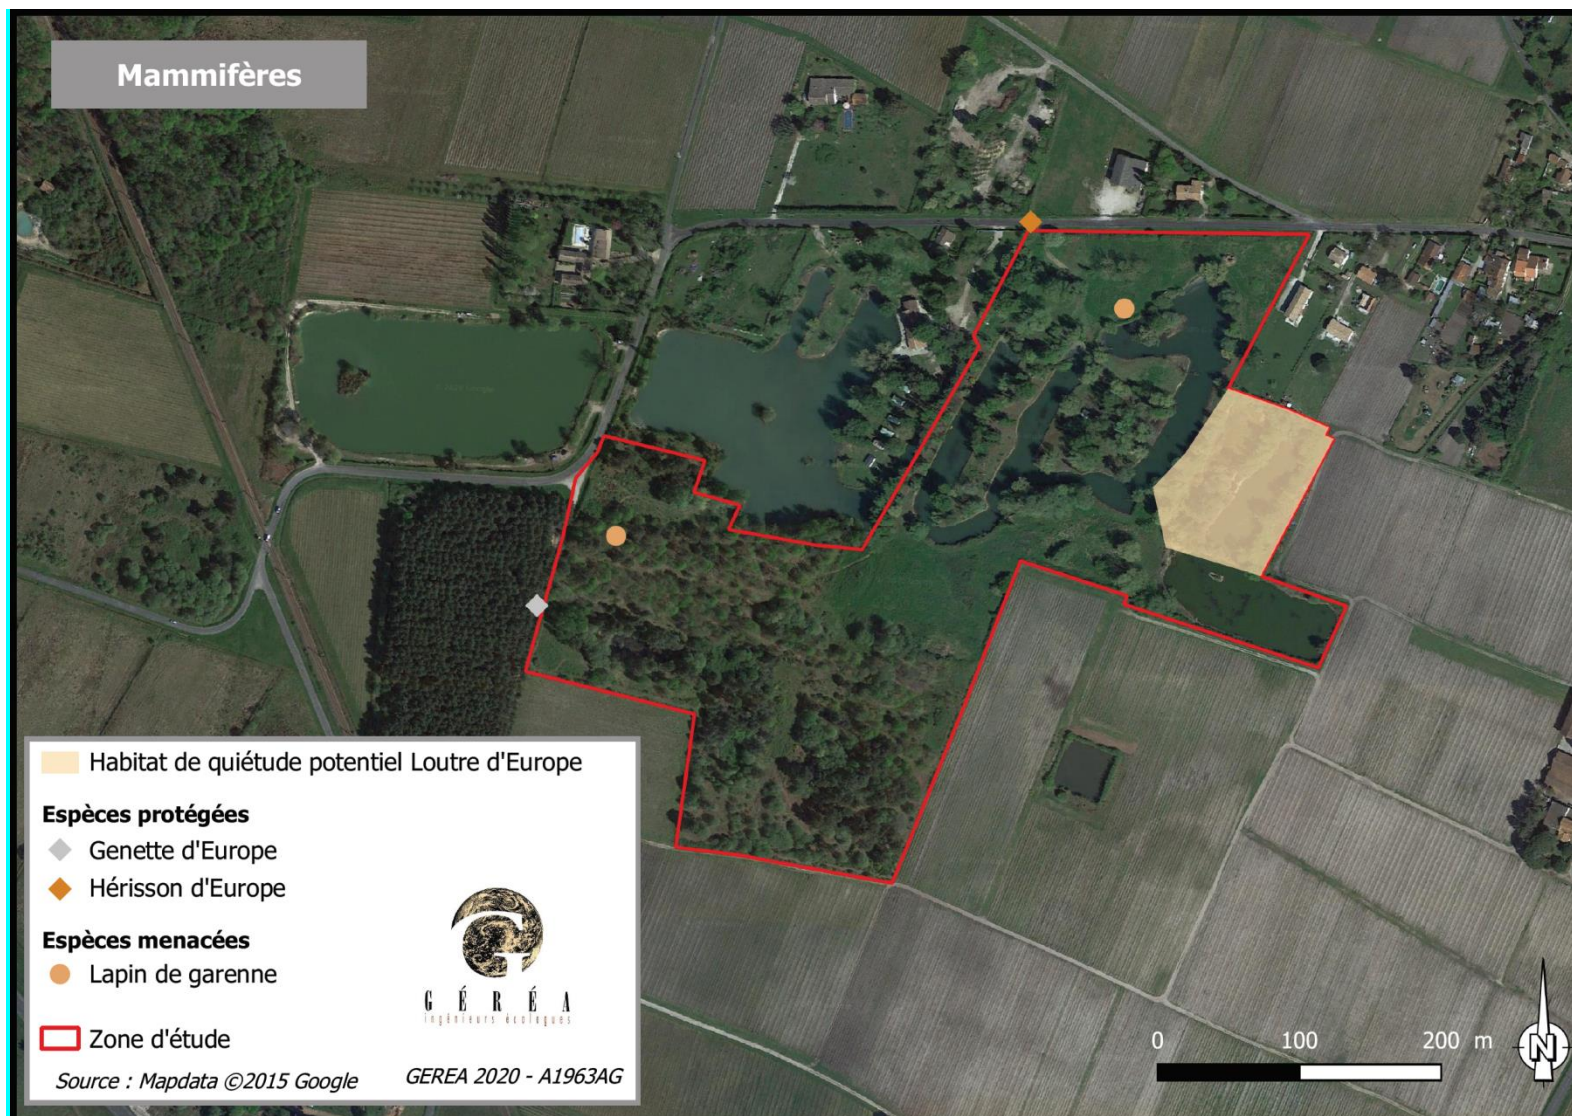 Mammifères
Habitat de quiétude potentiel Loutre d'Europe
Espèces protégées
Genette d'Europe
Hérisson d'Europe
Espèces menacées
Lapin de garenne
Zone d'étude
GÉRÉA
ingénieurs écologues
Source : Mapdata ©2015 Google
GEREA 2020 - A1963AG
0 100 200 m
N